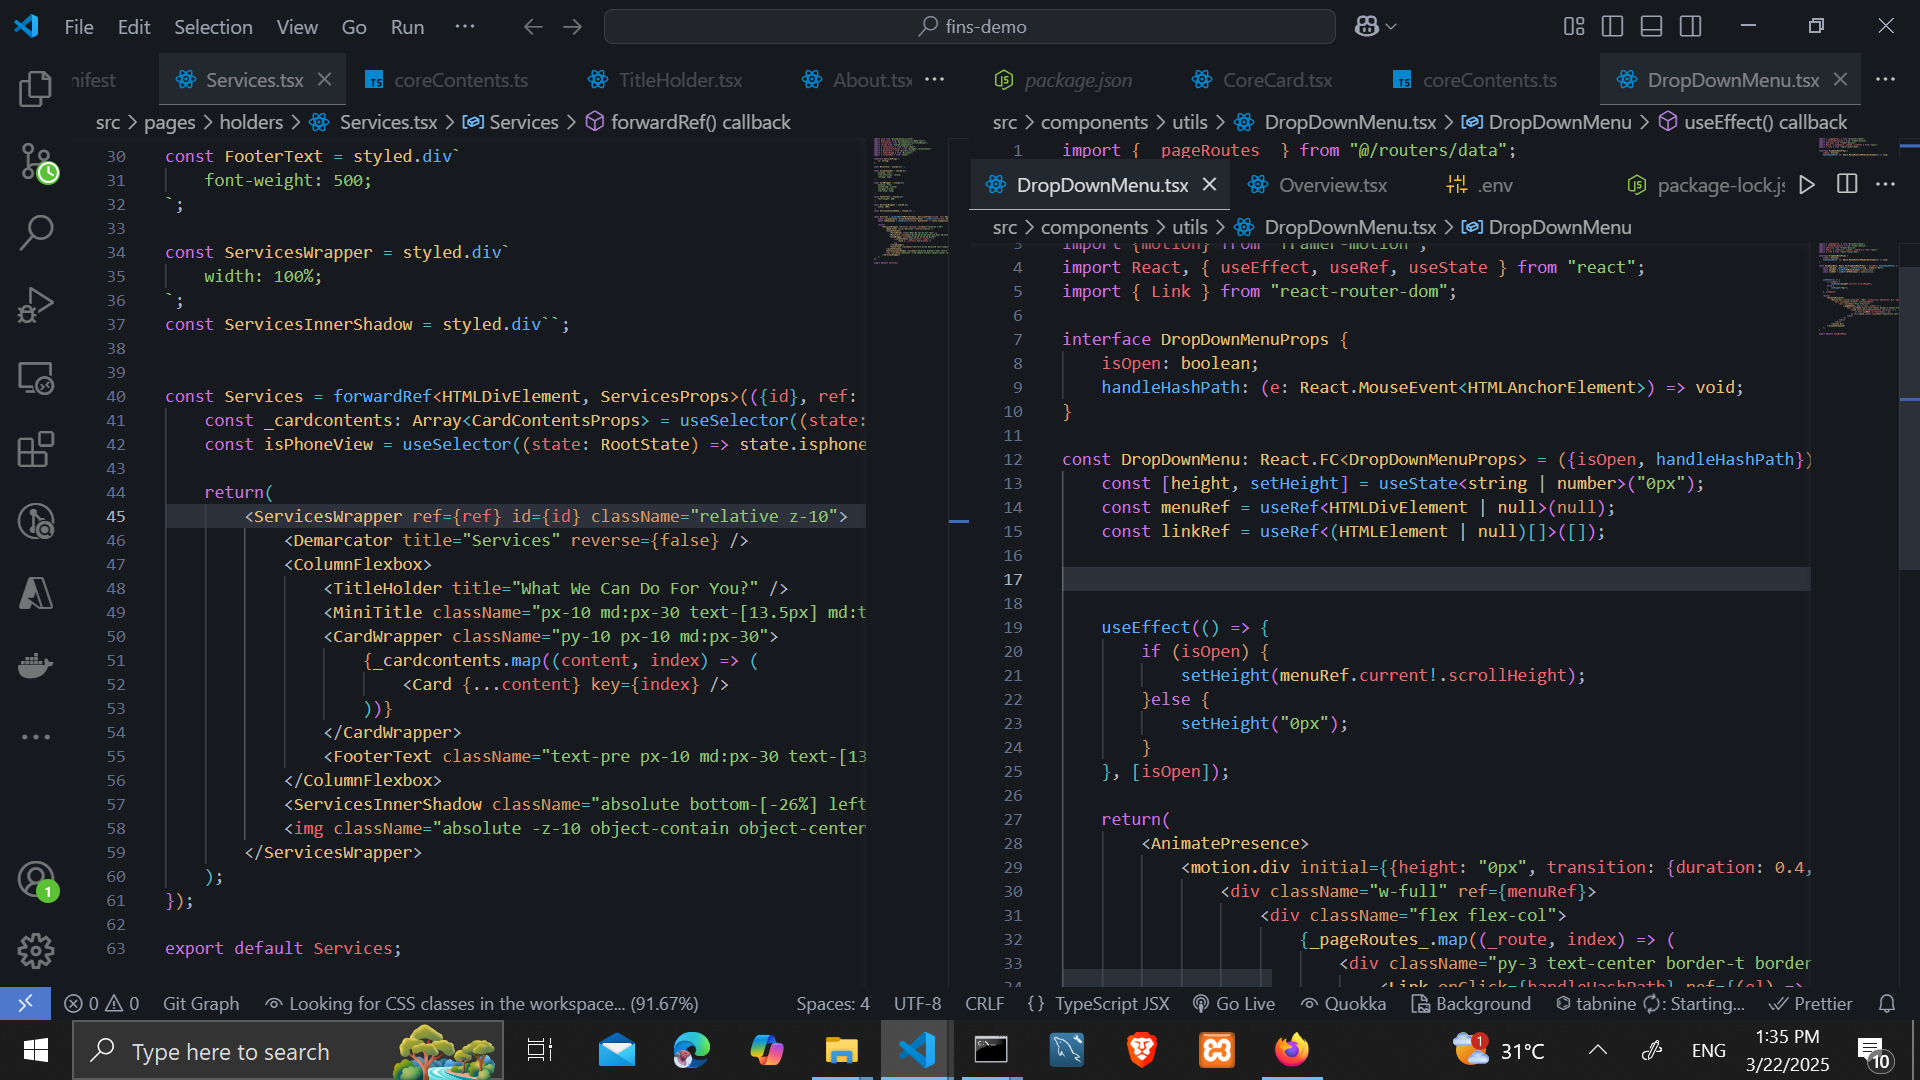 File Edit Selection View Go Run ··· fins-demo
nifest Services.tsx coreContents.ts TitleHolder.tsx About.tsx ···
src > pages > holders > Services.tsx > Services > forwardRef() callback
30 const FooterText = styled.div`
31 font-weight: 500;
32 `;
33
34 const ServicesWrapper = styled.div`
35 width: 100%;
36 `;
37 const ServicesInnerShadow = styled.div``;
38
39
40 const Services = forwardRef<HTMLDivElement, ServicesProps>(({id}, ref:
41 const _cardcontents: Array<CardContentsProps> = useSelector((state:
42 const isPhoneView = useSelector((state: RootState) => state.isphone
43
44 return(
45 <ServicesWrapper ref={ref} id={id} className="relative z-10">
46 <Demarcator title="Services" reverse={false} />
47 <ColumnFlexbox>
48 <TitleHolder title="What We Can Do For You?" />
49 <MiniTitle className="px-10 md:px-30 text-[13.5px] md:t
50 <CardWrapper className="py-10 px-10 md:px-30">
51 {_cardcontents.map((content, index) => (
52 <Card {...content} key={index} />
53 ))}
54 </CardWrapper>
55 <FooterText className="text-pre px-10 md:px-30 text-[13
56 </ColumnFlexbox>
57 <ServicesInnerShadow className="absolute bottom-[-26%] left
58 <img className="absolute -z-10 object-contain object-center
59 </ServicesWrapper>
60 );
61 });
62
63 export default Services;
package.json CoreCard.tsx coreContents.ts DropDownMenu.tsx ···
src > components > utils > DropDownMenu.tsx > DropDownMenu > useEffect() callback
1 import { _pageRoutes_ } from "@/routers/data";
DropDownMenu.tsx Overview.tsx .env package-lock.js ···
src > components > utils > DropDownMenu.tsx > DropDownMenu
3 import {motion} from "framer-motion";
4 import React, { useEffect, useRef, useState } from "react";
5 import { Link } from "react-router-dom";
6
7 interface DropDownMenuProps {
8 isOpen: boolean;
9 handleHashPath: (e: React.MouseEvent<HTMLAnchorElement>) => void;
10 }
11
12 const DropDownMenu: React.FC<DropDownMenuProps> = ({isOpen, handleHashPath})
13 const [height, setHeight] = useState<string | number>("0px");
14 const menuRef = useRef<HTMLDivElement | null>(null);
15 const linkRef = useRef<(HTMLElement | null)[]>([]);
16
17
18
19 useEffect(() => {
20 if (isOpen) {
21 setHeight(menuRef.current!.scrollHeight);
22 }else {
23 setHeight("0px");
24 }
25 }, [isOpen]);
26
27 return(
28 <AnimatePresence>
29 <motion.div initial={{height: "0px", transition: {duration: 0.4,
30 <div className="w-full" ref={menuRef}>
31 <div className="flex flex-col">
32 {_pageRoutes_.map((_route, index) => (
33 <div className="py-3 text-center border-t border
34 <Link onClick={handleHashPath} ref={(el) =>
1
0 0 Git Graph Looking for CSS classes in the workspace... (91.67%) Spaces: 4 UTF-8 CRLF {} TypeScript JSX Go Live Quokka Background tabnine : Starting... Prettier
Type here to search 1 31°C ENG 1:35 PM
3/22/2025 10